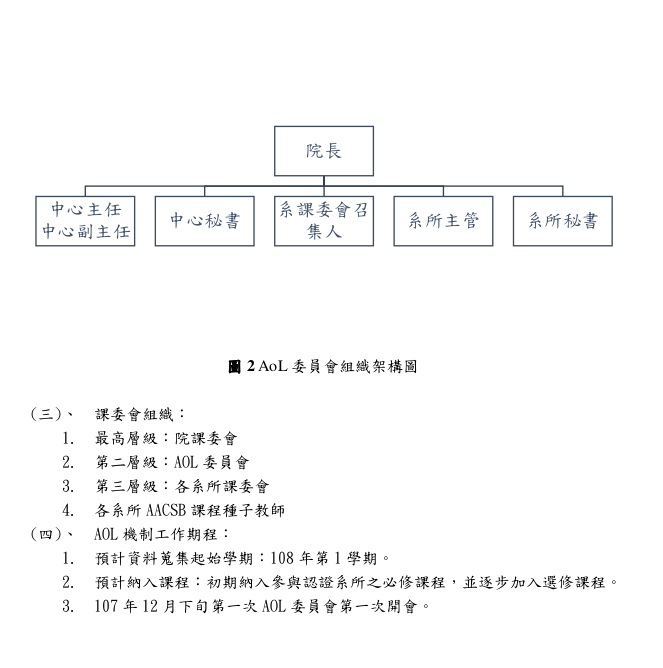 院長
中心主任
中心副主任
中心秘書
系課委會召
集人
系所主管
系所秘書
圖 2 AoL 委員會組織架構圖
(三)、 課委會組織：
1. 最高層級：院課委會
2. 第二層級：AOL 委員會
3. 第三層級：各系所課委會
4. 各系所 AACSB 課程種子教師
(四)、 AOL 機制工作期程：
1. 預計資料蒐集起始學期：108 年第 1 學期。
2. 預計納入課程：初期納入參與認證系所之必修課程，並逐步加入選修課程。
3. 107 年 12 月下旬第一次 AOL 委員會第一次開會。